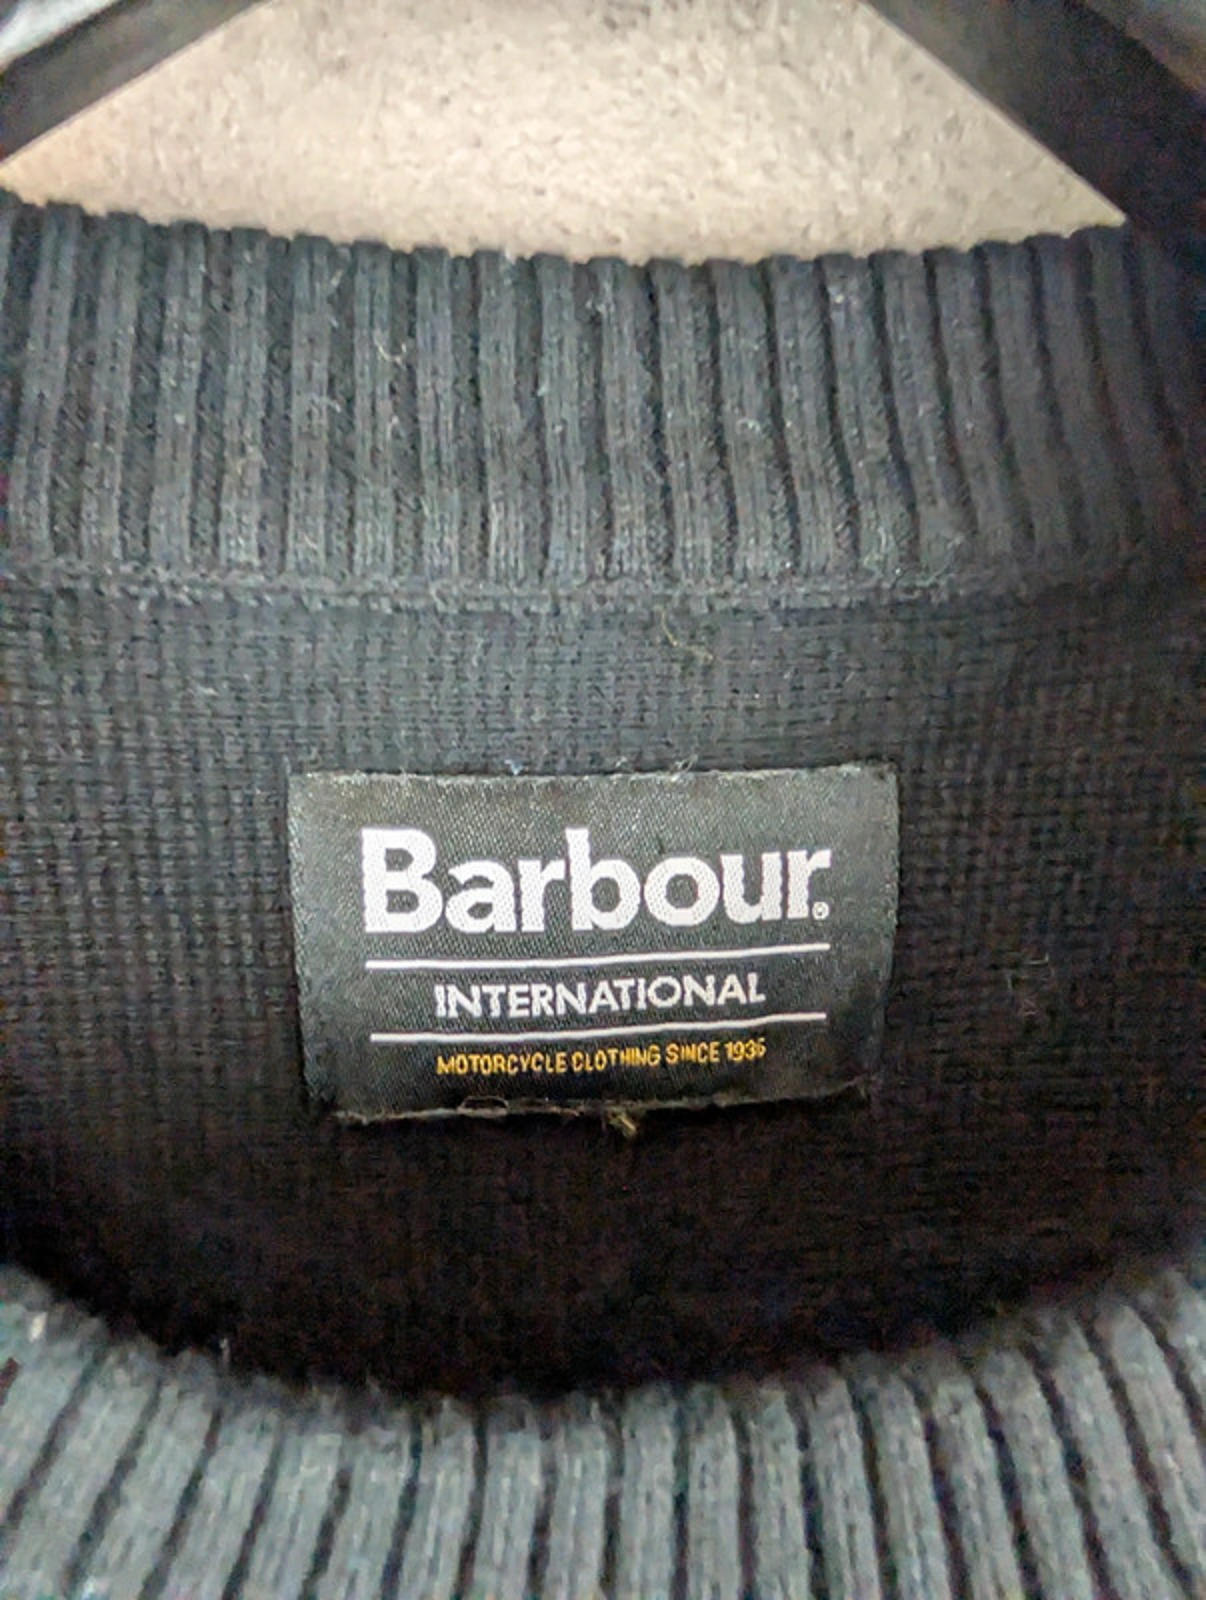 Barbour®
INTERNATIONAL
MOTORCYCLE CLOTHING SINCE 1936